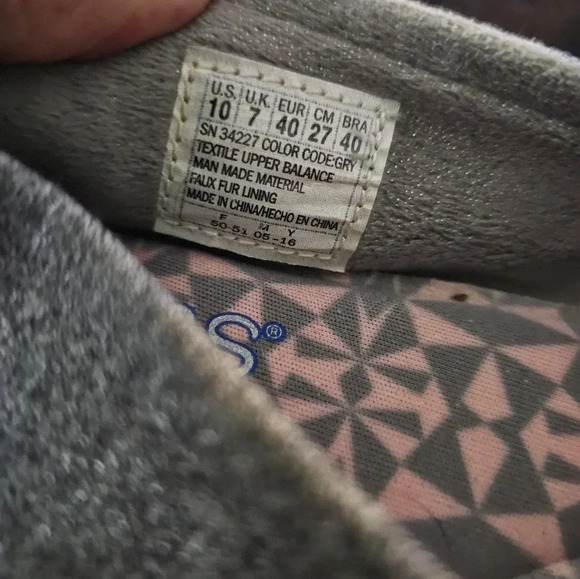 U.S. U.K. EUR CM BRA
10 7 40 27 40
SN 34227 COLOR CODE:GRY
TEXTILE UPPER BALANCE
MAN MADE MATERIAL
FAUX FUR LINING
MADE IN CHINA/HECHO EN CHINA
F M Y
50-51 05-16
S®